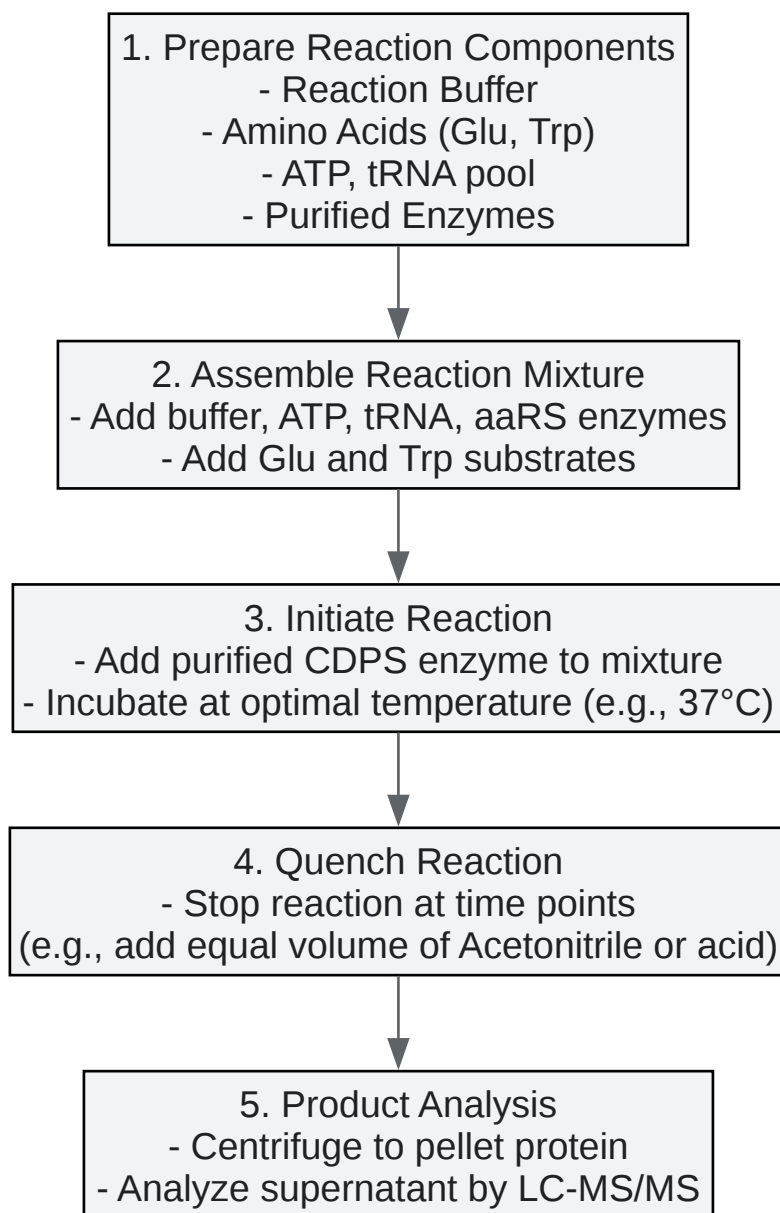 1. Prepare Reaction Components
- Reaction Buffer
- Amino Acids (Glu, Trp)
- ATP, tRNA pool
- Purified Enzymes
2. Assemble Reaction Mixture
- Add buffer, ATP, tRNA, aaRS enzymes
- Add Glu and Trp substrates
3. Initiate Reaction
- Add purified CDPS enzyme to mixture
- Incubate at optimal temperature (e.g., 37°C)
4. Quench Reaction
- Stop reaction at time points
(e.g., add equal volume of Acetonitrile or acid)
5. Product Analysis
- Centrifuge to pellet protein
- Analyze supernatant by LC-MS/MS